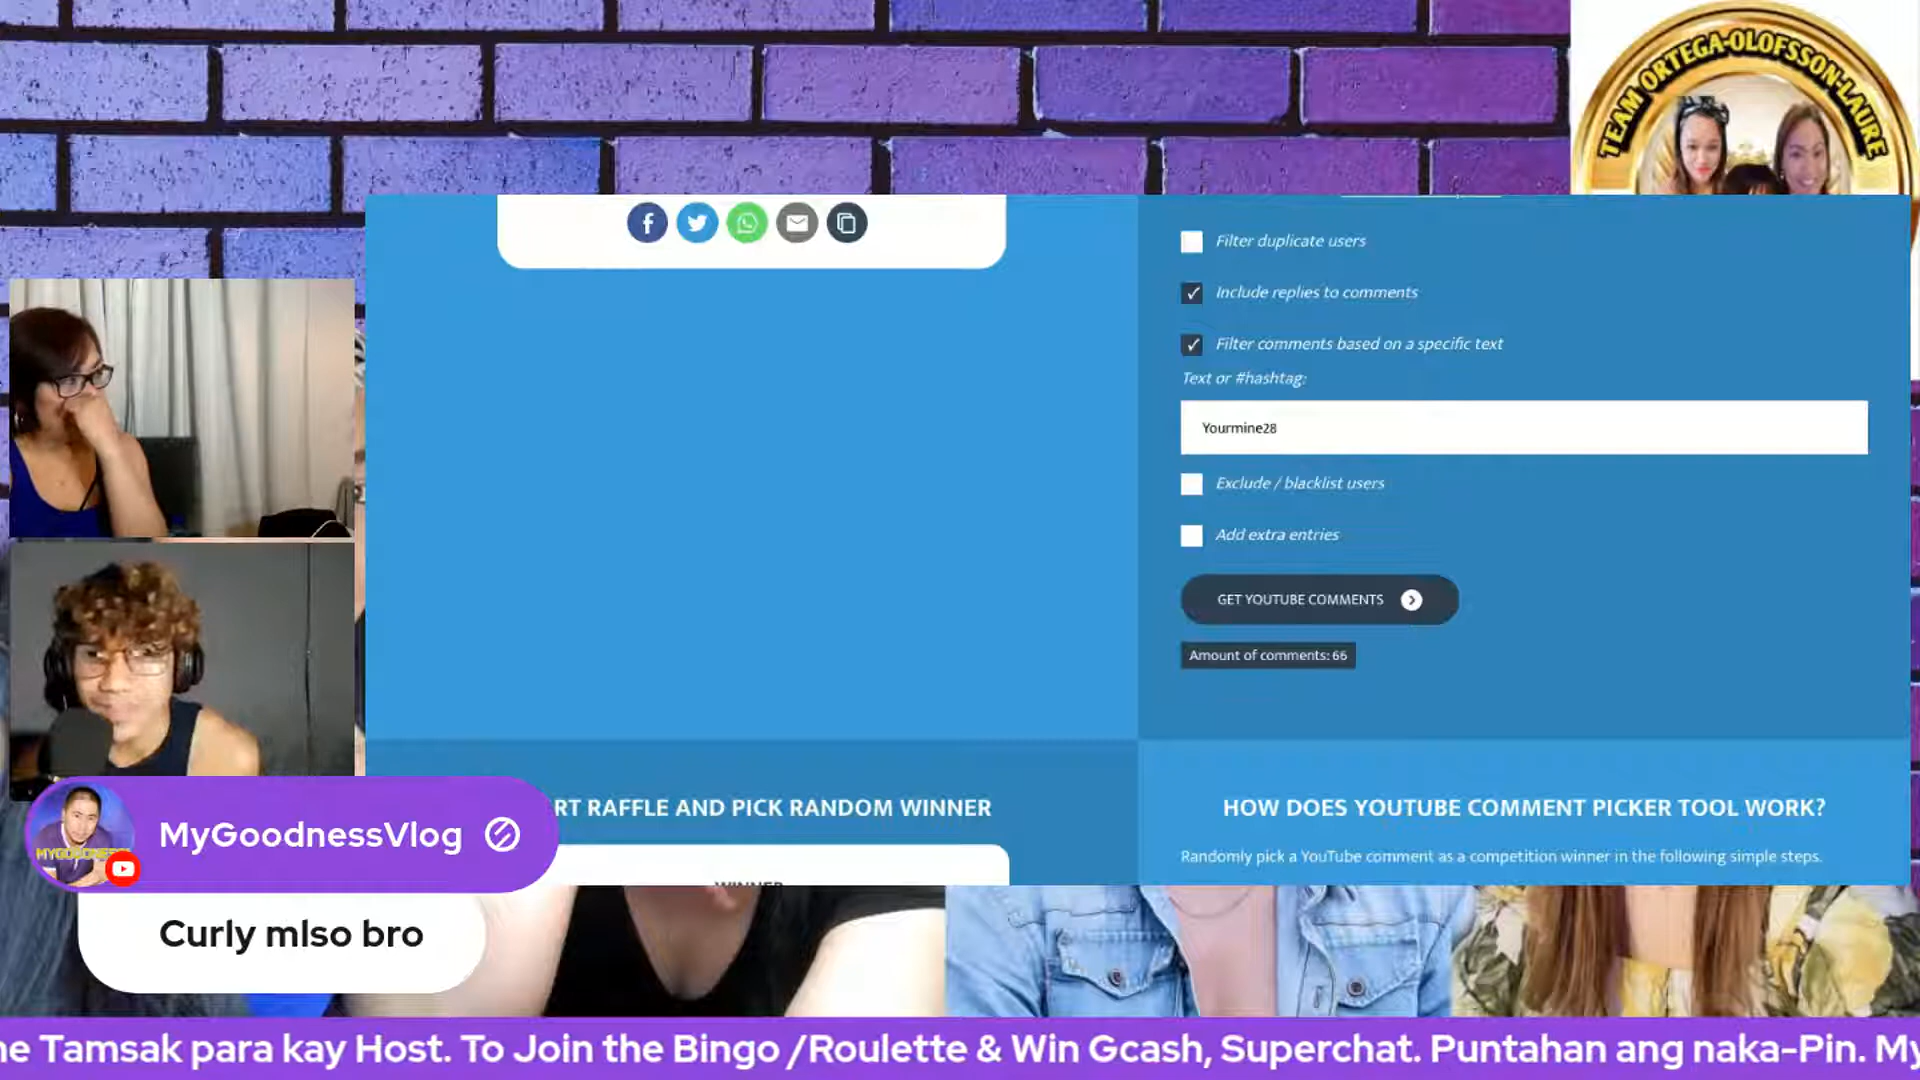 TEAM ORTEGA-OLOFSSON-LAURE
Filter duplicate users
Include replies to comments
Filter comments based on a specific text
Text or #hashtag:
Yourmine28
Exclude / blacklist users
Add extra entries
GET YOUTUBE COMMENTS
Amount of comments: 66
RT RAFFLE AND PICK RANDOM WINNER
HOW DOES YOUTUBE COMMENT PICKER TOOL WORK?
Randomly pick a YouTube comment as a competition winner in the following simple steps.
WINNER
MyGoodnessVlog
Curly mlso bro
ne Tamsak para kay Host. To Join the Bingo /Roulette & Win Gcash, Superchat. Puntahan ang naka-Pin. My